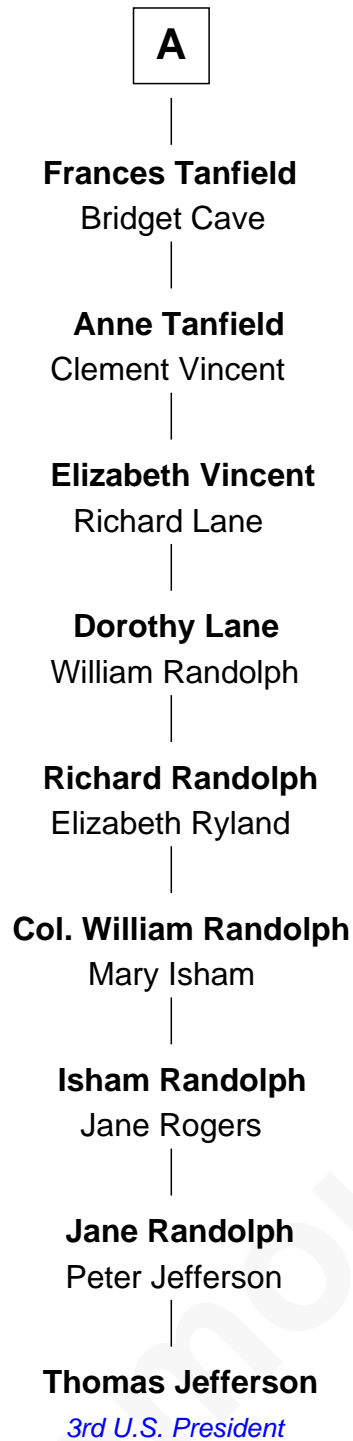 A
Frances Tanfield
Bridget Cave
Anne Tanfield
Clement Vincent
Elizabeth Vincent
Richard Lane
Dorothy Lane
William Randolph
Richard Randolph
Elizabeth Ryland
Col. William Randolph
Mary Isham
Isham Randolph
Jane Rogers
Jane Randolph
Peter Jefferson
Thomas Jefferson
3rd U.S. President